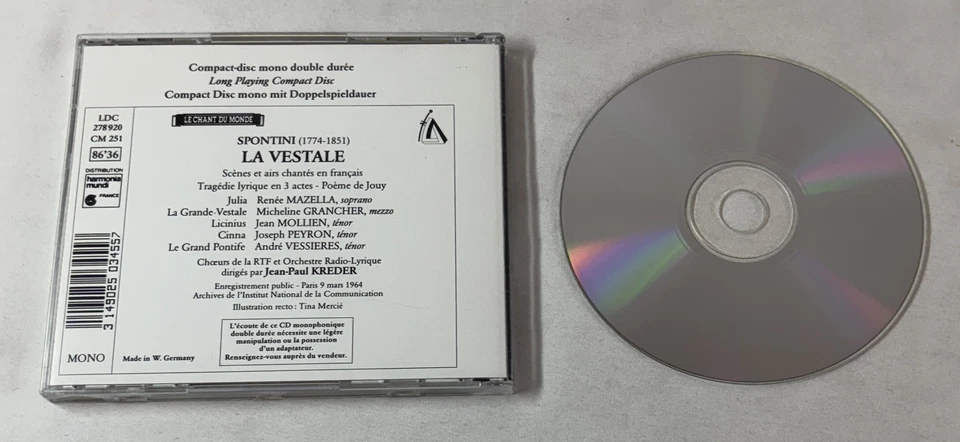 Compact-disc mono double durée
Long Playing Compact Disc
Compact Disc mono mit Doppelspieldauer
LDC
278920
CM 251
86'36
DISTRIBUTION
harmonia
mundi
FRANCE
3 149025 034557
MONO
LE CHANT DU MONDE
SPONTINI (1774-1851)
LA VESTALE
Scènes et airs chantés en français
Tragédie lyrique en 3 actes - Poème de Jouy
Julia Renée MAZELLA, soprano
La Grande-Vestale Micheline GRANCHER, mezzo
Licinius Jean MOLLIEN, ténor
Cinna Joseph PEYRON, ténor
Le Grand Pontife André VESSIERES, ténor
Chœurs de la RTF et Orchestre Radio-Lyrique
dirigés par Jean-Paul KREDER
Enregistrement public - Paris 9 mars 1964
Archives de l'Institut National de la Communication
Illustration recto : Tina Mercié
Made in W. Germany
L'écoute de ce CD monophonique
double durée nécessite une légère
manipulation ou la possession
d'un adaptateur.
Renseignez-vous auprès du vendeur.